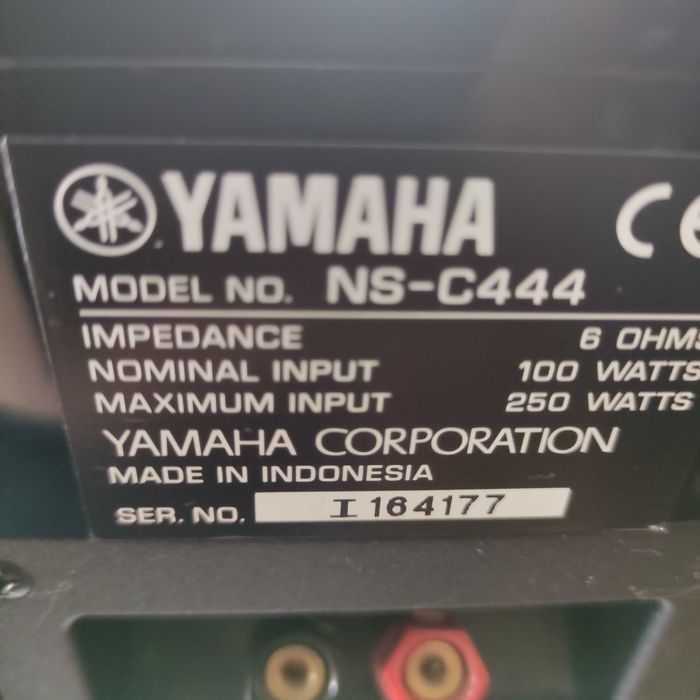 YAMAHA CE
MODEL NO. NS-C444
IMPEDANCE 6 OHMS
NOMINAL INPUT 100 WATTS
MAXIMUM INPUT 250 WATTS
YAMAHA CORPORATION
MADE IN INDONESIA
SER. NO. I 164177